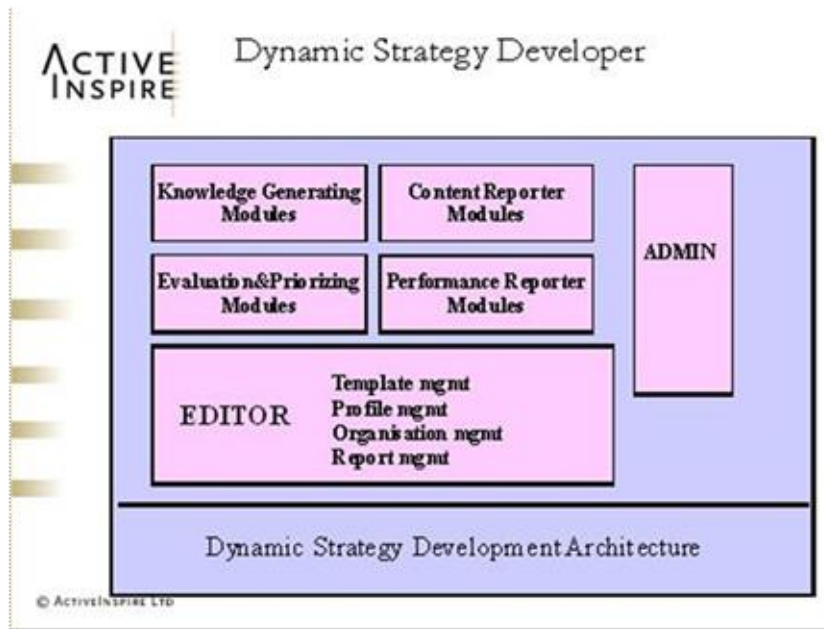 ACTIVE
INSPIRE
Dynamic Strategy Developer
Knowledge Generating
Modules
Content Reporter
Modules
ADMIN
Evaluation&Priorizing
Modules
Performance Reporter
Modules
EDITOR
Template mgmt
Profile mgmt
Organisation mgmt
Report mgmt
Dynamic Strategy Development Architecture
© ACTIVEINSPIRE LTD